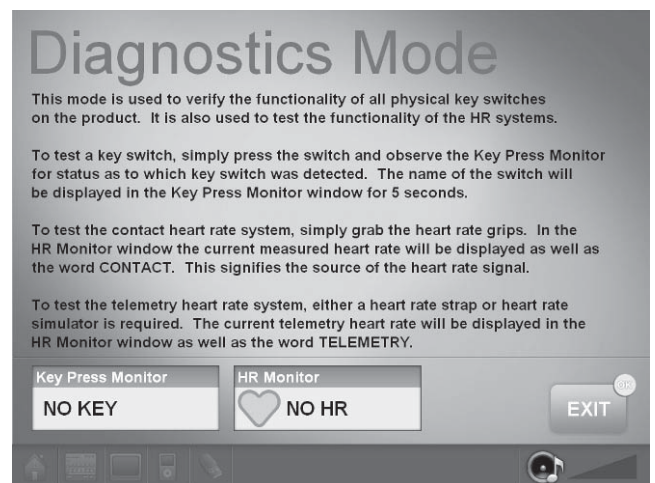 Diagnostics Mode
This mode is used to verify the functionality of all physical key switches
on the product.  It is also used to test the functionality of the HR systems.
To test a key switch, simply press the switch and observe the Key Press Monitor
for status as to which key switch was detected.  The name of the switch will
be displayed in the Key Press Monitor window for 5 seconds.
To test the contact heart rate system, simply grab the heart rate grips.  In the
HR Monitor window the current measured heart rate will be displayed as well as
the word CONTACT.  This signifies the source of the heart rate signal.
To test the telemetry heart rate system, either a heart rate strap or heart rate
simulator is required.  The current telemetry heart rate will be displayed in the
HR Monitor window as well as the word TELEMETRY.
Key Press Monitor
NO KEY
HR Monitor
NO HR
OK
EXIT